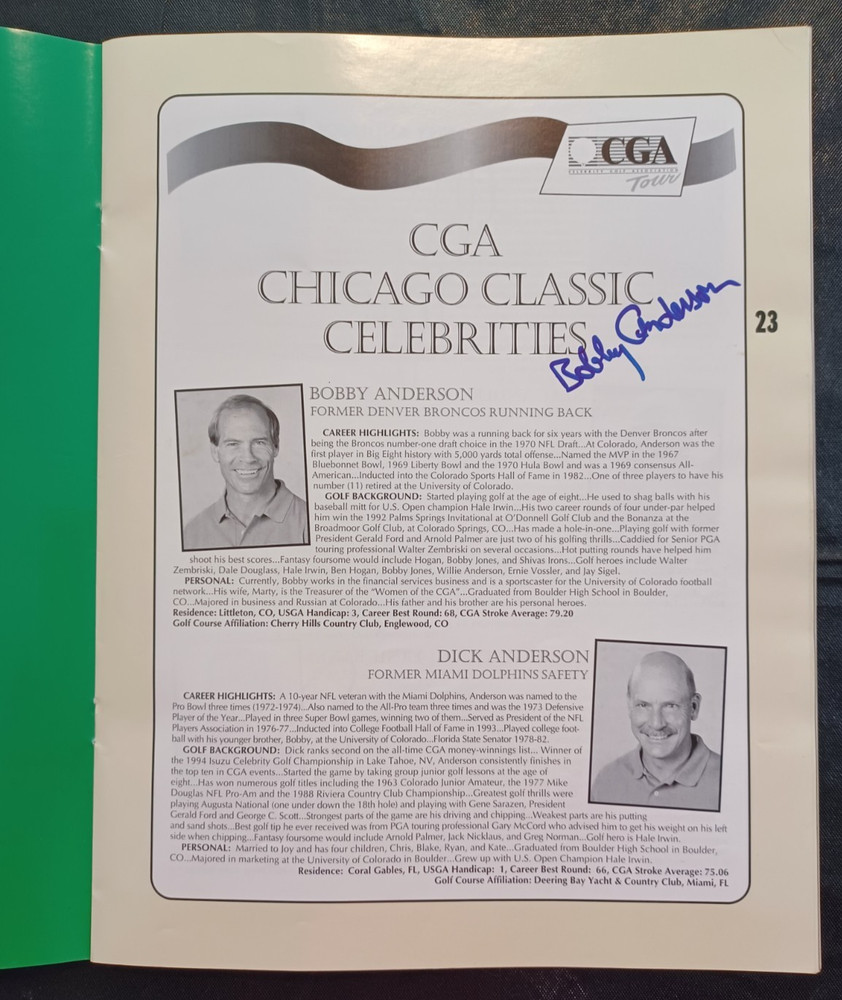 CGA
CELEBRITY GOLF ASSOCIATION
Tour
CGA
CHICAGO CLASSIC
CELEBRITIES
Bobby Anderson
23
BOBBY ANDERSON
FORMER DENVER BRONCOS RUNNING BACK
CAREER HIGHLIGHTS: Bobby was a running back for six years with the Denver Broncos after
being the Broncos number-one draft choice in the 1970 NFL Draft...At Colorado, Anderson was the
first player in Big Eight history with 5,000 yards total offense...Named the MVP in the 1967
Bluebonnet Bowl, 1969 Liberty Bowl and the 1970 Hula Bowl and was a 1969 consensus All-
American...Inducted into the Colorado Sports Hall of Fame in 1982...One of three players to have his
number (11) retired at the University of Colorado.
GOLF BACKGROUND: Started playing golf at the age of eight...He used to shag balls with his
baseball mitt for U.S. Open champion Hale Irwin...His two career rounds of four under-par helped
him win the 1992 Palms Springs Invitational at O'Donnell Golf Club and the Bonanza at the
Broadmoor Golf Club, at Colorado Springs, CO...Has made a hole-in-one...Playing golf with former
President Gerald Ford and Arnold Palmer are just two of his golfing thrills...Caddied for Senior PGA
touring professional Walter Zembriski on several occasions...Hot putting rounds have helped him
shoot his best scores...Fantasy foursome would include Hogan, Bobby Jones, and Shivas Irons...Golf heroes include Walter
Zembriski, Dale Douglass, Hale Irwin, Ben Hogan, Bobby Jones, Willie Anderson, Ernie Vossler, and Jay Sigel.
PERSONAL: Currently, Bobby works in the financial services business and is a sportscaster for the University of Colorado football
network...His wife, Marty, is the Treasurer of the "Women of the CGA"...Graduated from Boulder High School in Boulder,
CO...Majored in business and Russian at Colorado...His father and his brother are his personal heroes.
Residence: Littleton, CO, USGA Handicap: 3, Career Best Round: 68, CGA Stroke Average: 79.20
Golf Course Affiliation: Cherry Hills Country Club, Englewood, CO
DICK ANDERSON
FORMER MIAMI DOLPHINS SAFETY
CAREER HIGHLIGHTS: A 10-year NFL veteran with the Miami Dolphins, Anderson was named to the
Pro Bowl three times (1972-1974)...Also named to the All-Pro team three times and was the 1973 Defensive
Player of the Year...Played in three Super Bowl games, winning two of them...Served as President of the NFL
Players Association in 1976-77...Inducted into College Football Hall of Fame in 1993...Played college foot-
ball with his younger brother, Bobby, at the University of Colorado...Florida State Senator 1978-82.
GOLF BACKGROUND: Dick ranks second on the all-time CGA money-winnings list... Winner of
the 1994 Isuzu Celebrity Golf Championship in Lake Tahoe, NV, Anderson consistently finishes in
the top ten in CGA events...Started the game by taking group junior golf lessons at the age of
eight...Has won numerous golf titles including the 1963 Colorado Junior Amateur, the 1977 Mike
Douglas NFL Pro-Am and the 1988 Riviera Country Club Championship...Greatest golf thrills were
playing Augusta National (one under down the 18th hole) and playing with Gene Sarazen, President
Gerald Ford and George C. Scott...Strongest parts of the game are his driving and chipping...Weakest parts are his putting
and sand shots...Best golf tip he ever received was from PGA touring professional Gary McCord who advised him to get his weight on his left
side when chipping...Fantasy foursome would include Arnold Palmer, Jack Nicklaus, and Greg Norman...Golf hero is Hale Irwin.
PERSONAL: Married to Joy and has four children, Chris, Blake, Ryan, and Kate...Graduated from Boulder High School in Boulder,
CO...Majored in marketing at the University of Colorado in Boulder...Grew up with U.S. Open Champion Hale Irwin.
Residence: Coral Gables, FL, USGA Handicap: 1, Career Best Round: 66, CGA Stroke Average: 75.06
Golf Course Affiliation: Deering Bay Yacht & Country Club, Miami, FL